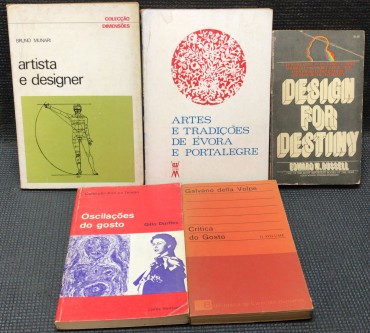 COLECÇÃO
DIMENSÕES
BRUNO MUNARI
artista
e designer
ARTES
E TRADIÇÕES
DE ÉVORA
E PORTALEGRE
DESIGN
FOR
DESTINY
EDWARD W. RUSSELL
Oscilações
do gosto
Gillo Dorfles
Galvano della Volpe
Crítica
do Gosto